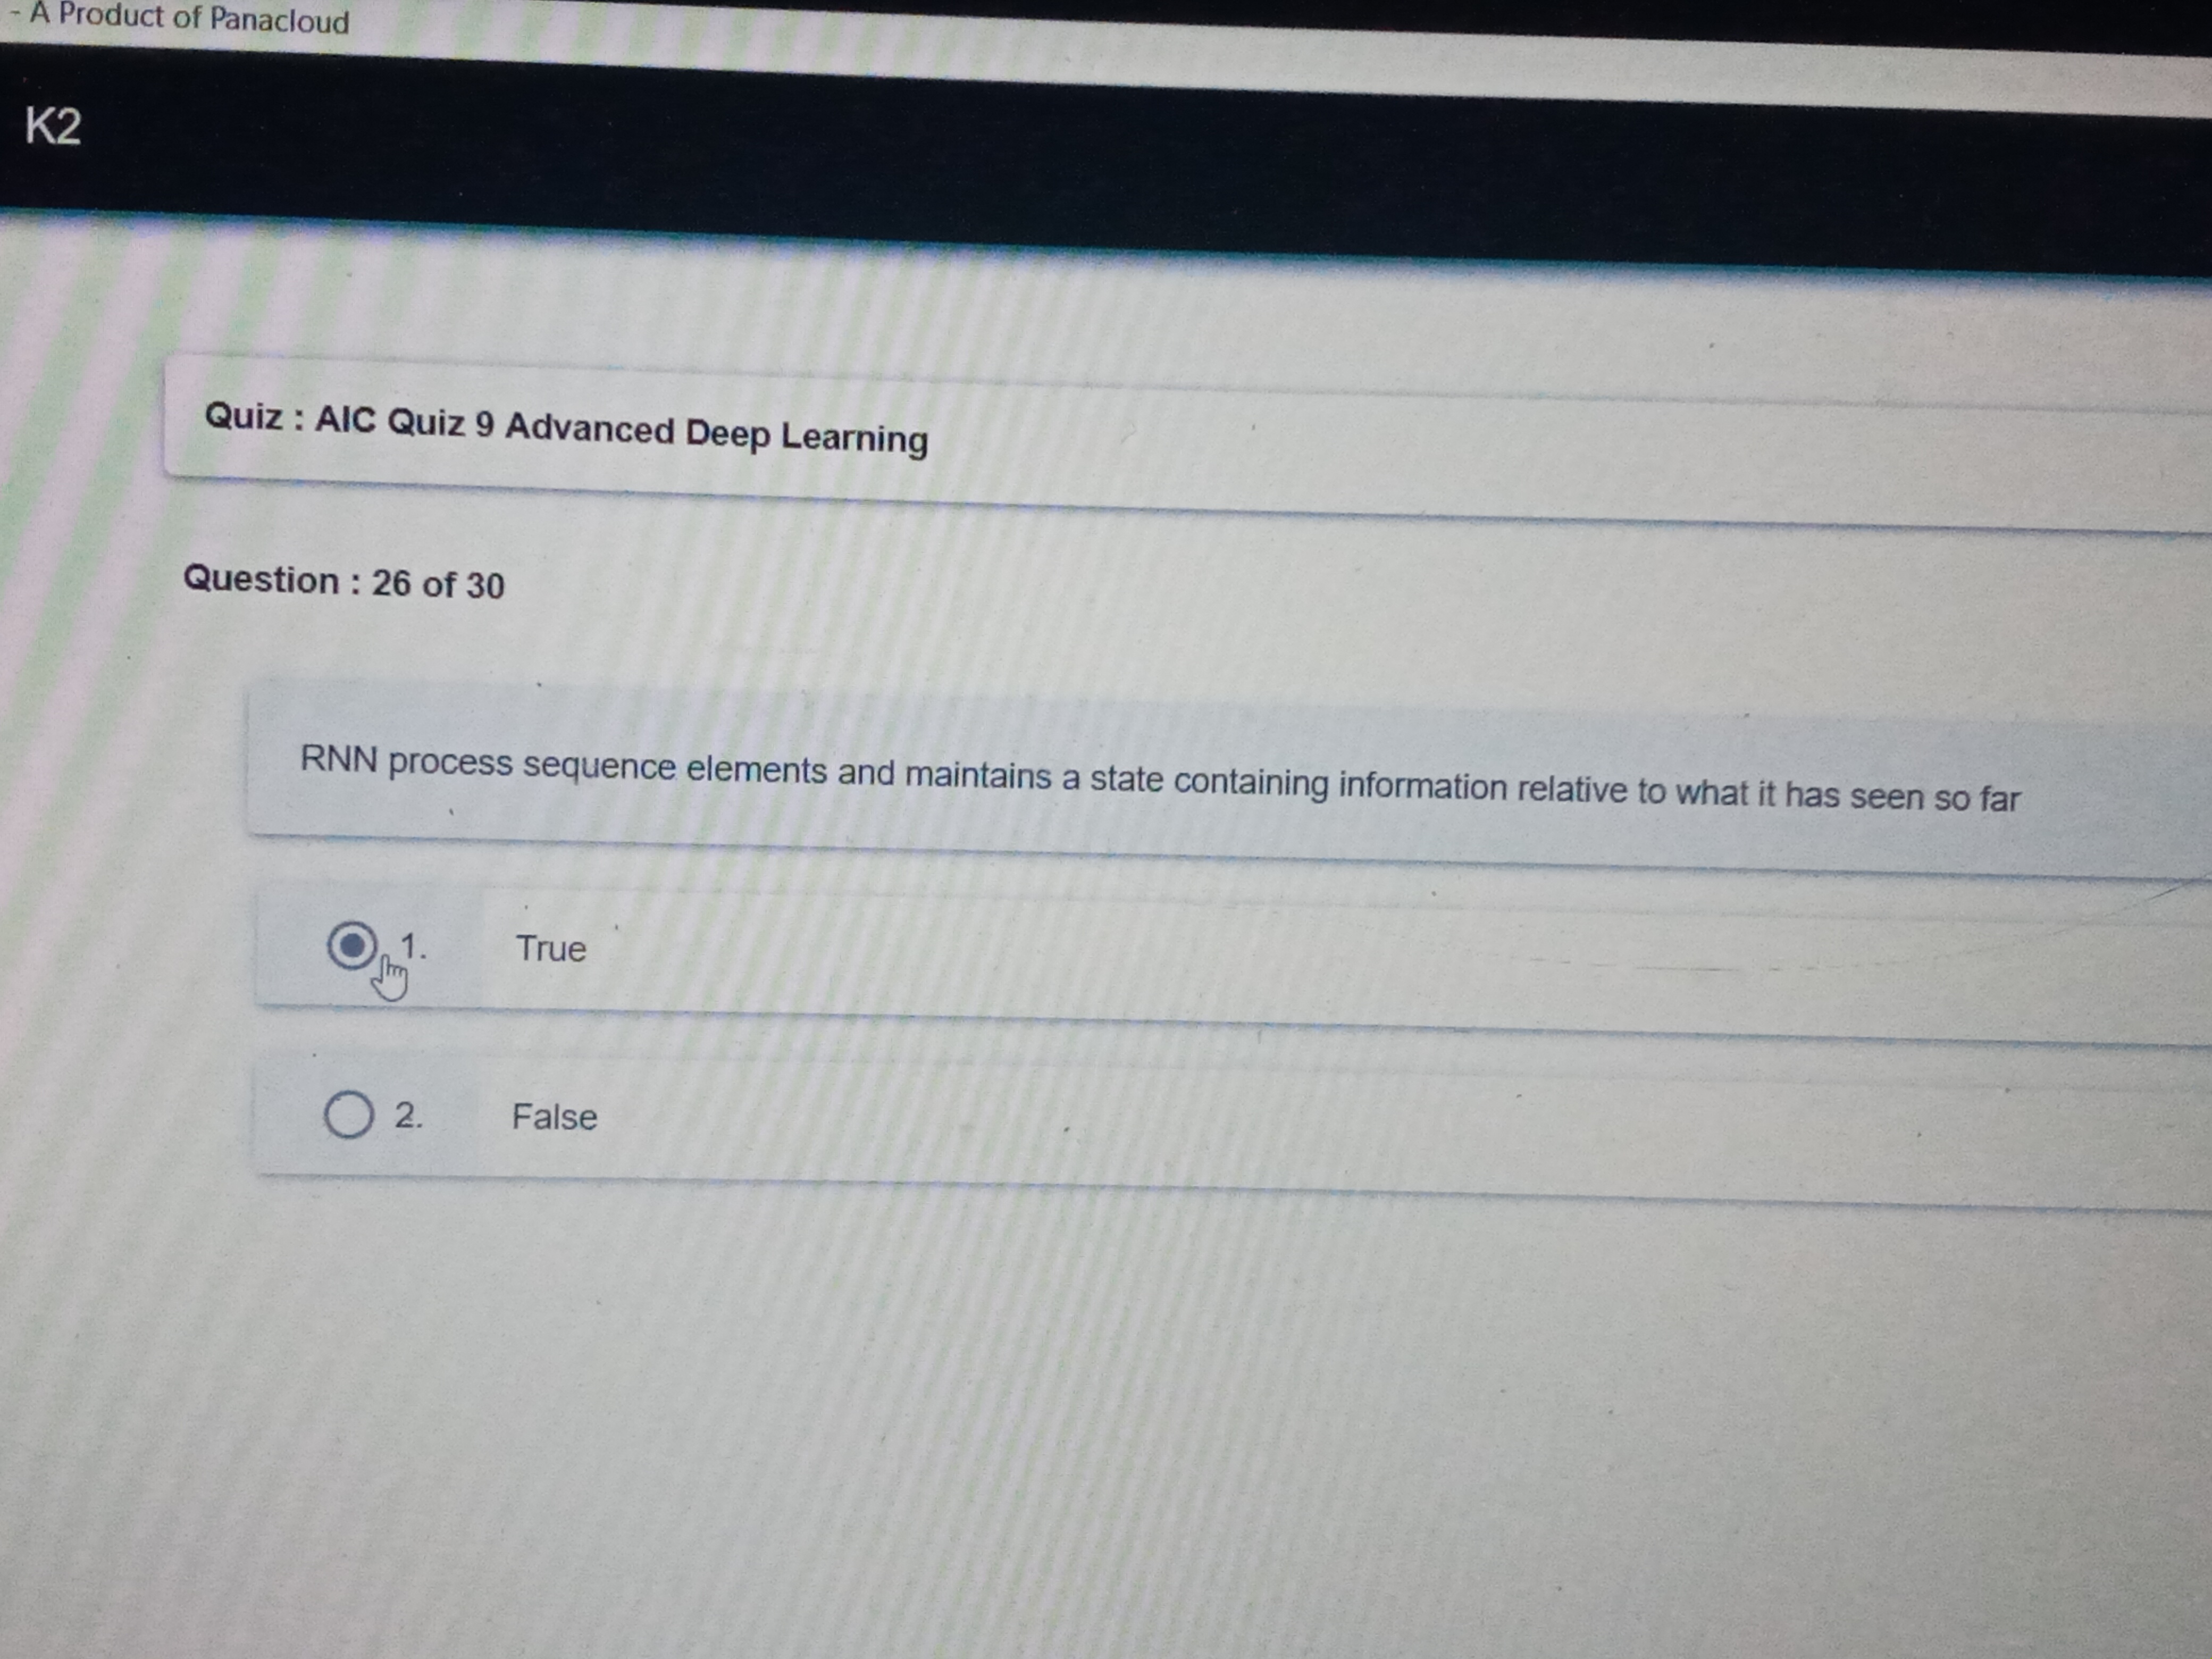 - A Product of Panacloud
K2
Quiz : AIC Quiz 9 Advanced Deep Learning
Question : 26 of 30
RNN process sequence elements and maintains a state containing information relative to what it has seen so far
1. True
2. False